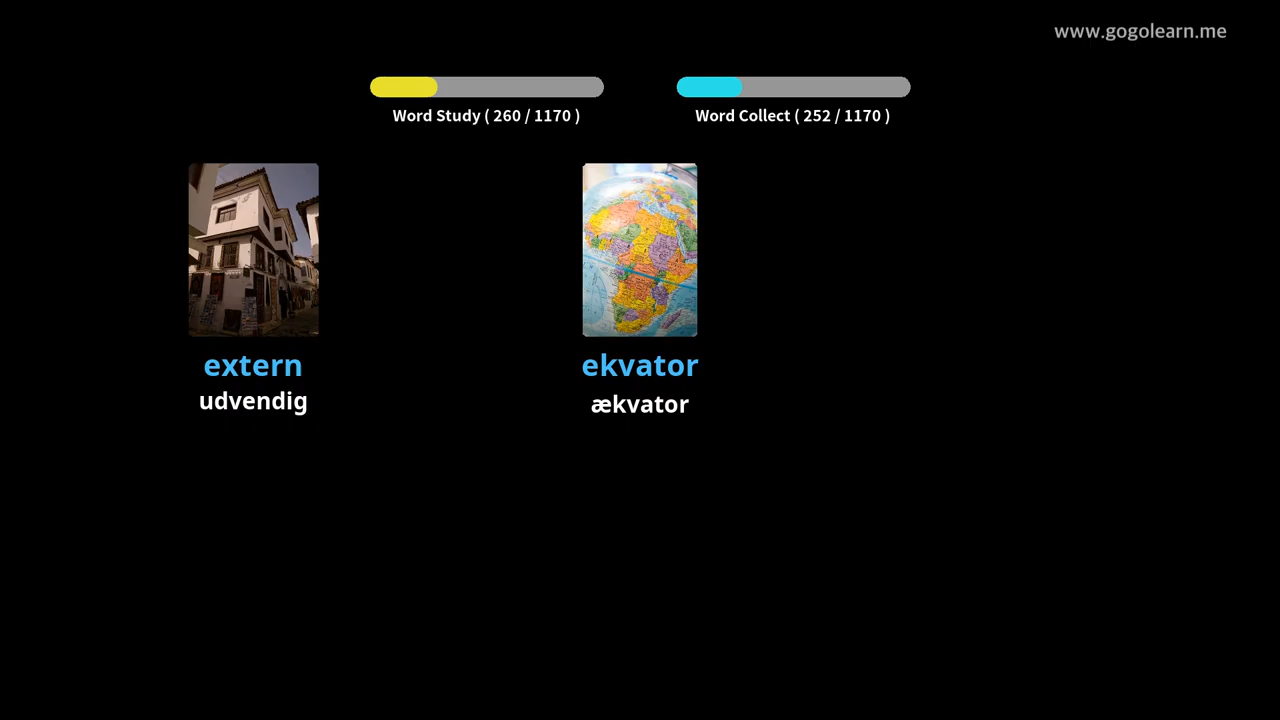 www.gogolearn.me
Word Study ( 260 / 1170 )
Word Collect ( 252 / 1170 )
extern
udvendig
ekvator
ækvator